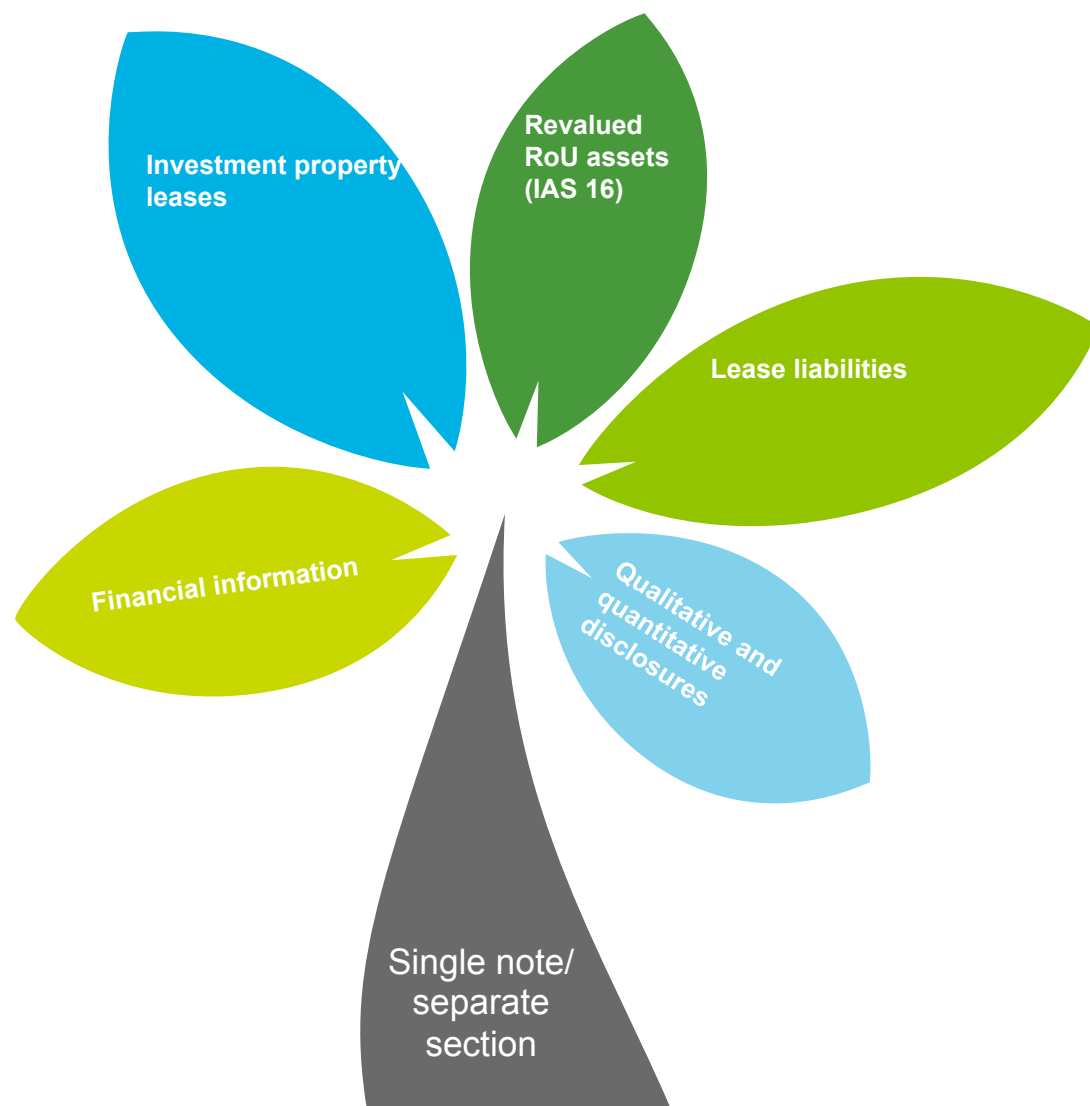 Investment property
leases
Revalued
RoU assets
(IAS 16)
Lease liabilities
Financial information
Qualitative and
quantitative
disclosures
Single note/
separate
section